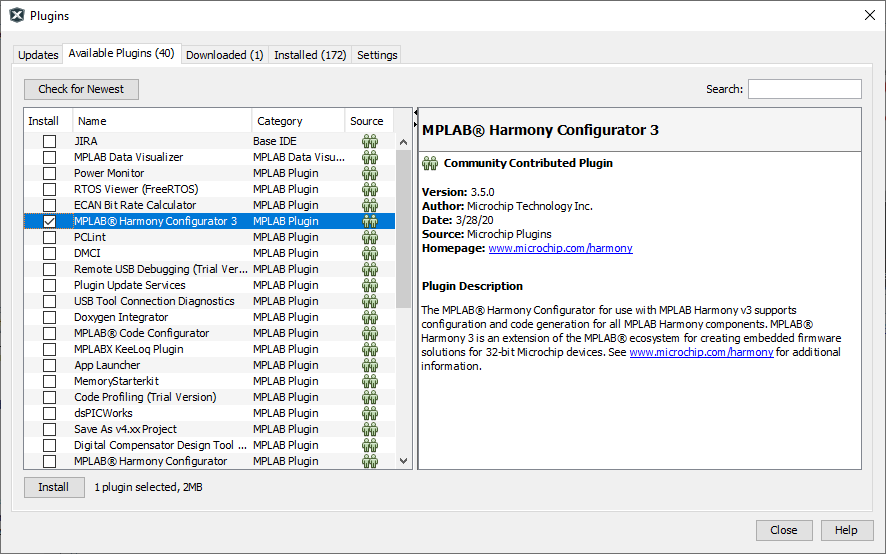 Plugins
Updates Available Plugins (40) Downloaded (1) Installed (172) Settings
Check for Newest Search:
Install Name Category Source
JIRA Base IDE
MPLAB Data Visualizer MPLAB Data Visu...
Power Monitor MPLAB Plugin
RTOS Viewer (FreeRTOS) MPLAB Plugin
ECAN Bit Rate Calculator MPLAB Plugin
MPLAB® Harmony Configurator 3 MPLAB Plugin
PCLint MPLAB Plugin
DMCI MPLAB Plugin
Remote USB Debugging (Trial Ver... MPLAB Plugin
Plugin Update Services MPLAB Plugin
USB Tool Connection Diagnostics MPLAB Plugin
Doxygen Integrator MPLAB Plugin
MPLAB® Code Configurator MPLAB Plugin
MPLABX KeeLoq Plugin MPLAB Plugin
App Launcher MPLAB Plugin
MemoryStarterkit MPLAB Plugin
Code Profiling (Trial Version) MPLAB Plugin
dsPICWorks MPLAB Plugin
Save As v4.xx Project MPLAB Plugin
Digital Compensator Design Tool ... MPLAB Plugin
MPLAB® Harmony Configurator MPLAB Plugin
MPLAB® Harmony Configurator 3
Community Contributed Plugin
Version: 3.5.0
Author: Microchip Technology Inc.
Date: 3/28/20
Source: Microchip Plugins
Homepage: www.microchip.com/harmony
Plugin Description
The MPLAB® Harmony Configurator for use with MPLAB Harmony v3 supports
configuration and code generation for all MPLAB Harmony components. MPLAB®
Harmony 3 is an extension of the MPLAB® ecosystem for creating embedded firmware
solutions for 32-bit Microchip devices. See www.microchip.com/harmony for additional
information.
Install 1 plugin selected, 2MB
Close Help